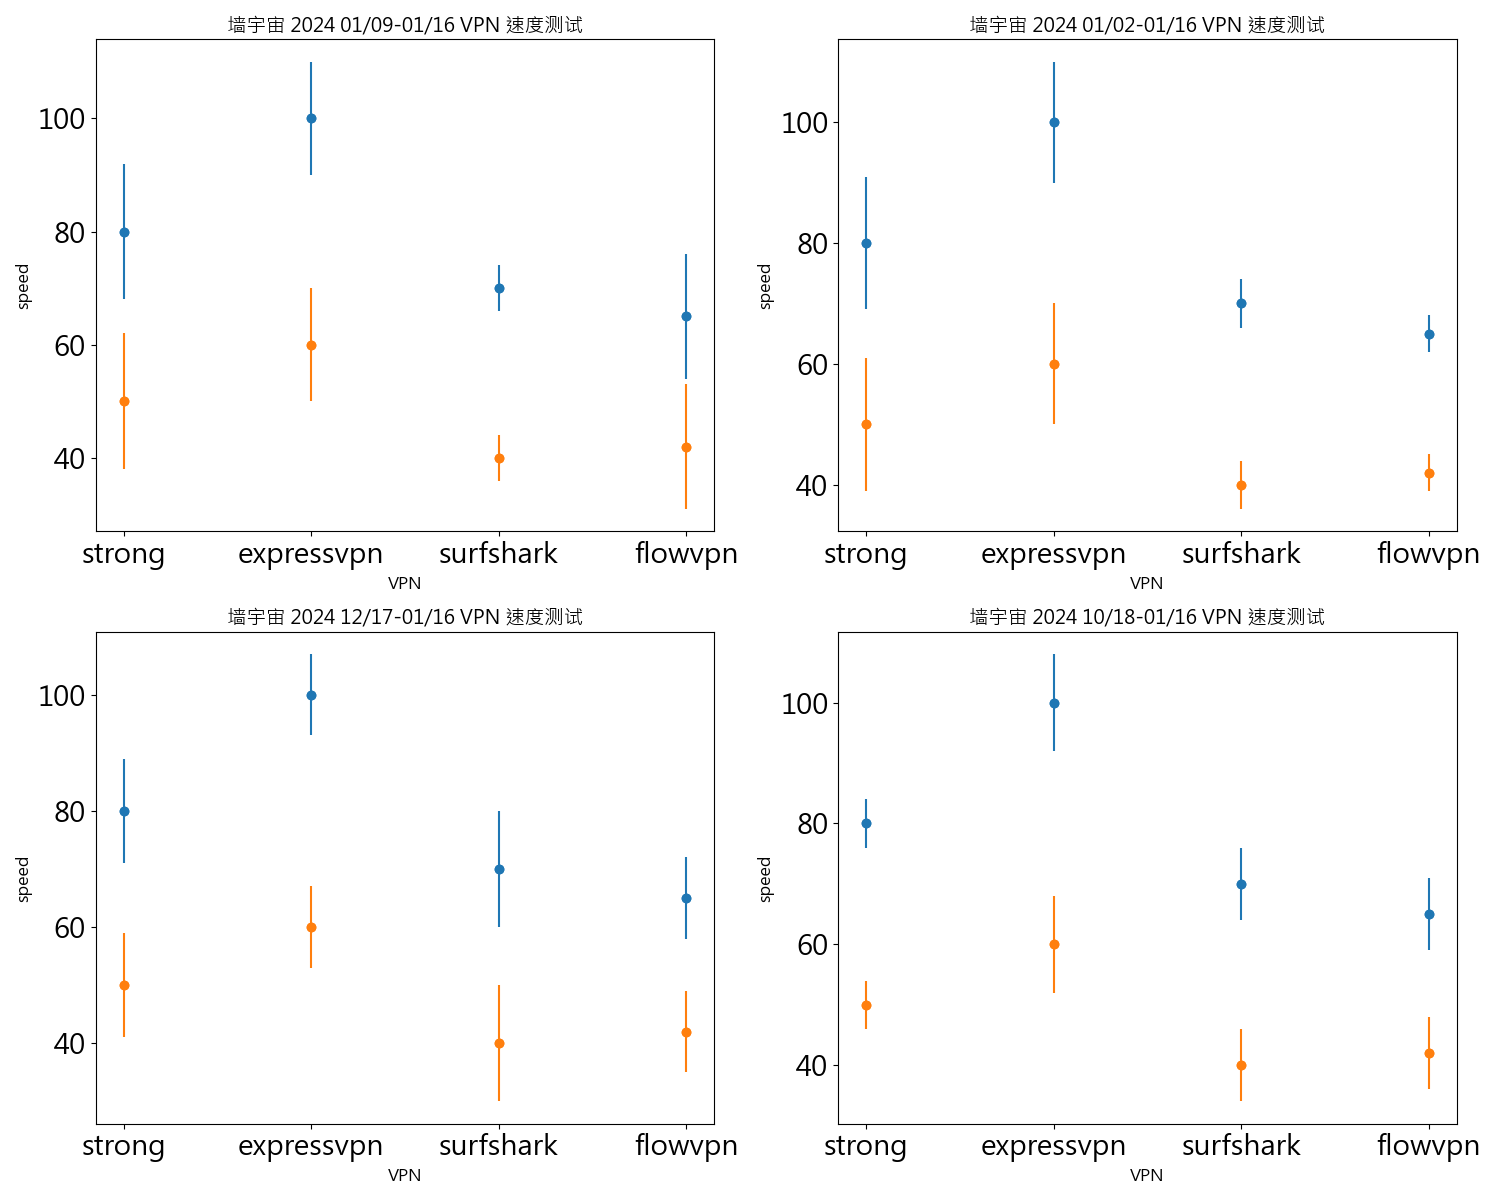 墙宇宙 2024 01/09-01/16 VPN 速度测试
100
80
60
40
speed
strong expressvpn surfshark flowvpn
VPN
墙宇宙 2024 01/02-01/16 VPN 速度测试
100
80
60
40
speed
strong expressvpn surfshark flowvpn
VPN
墙宇宙 2024 12/17-01/16 VPN 速度测试
100
80
60
40
speed
strong expressvpn surfshark flowvpn
VPN
墙宇宙 2024 10/18-01/16 VPN 速度测试
100
80
60
40
speed
strong expressvpn surfshark flowvpn
VPN